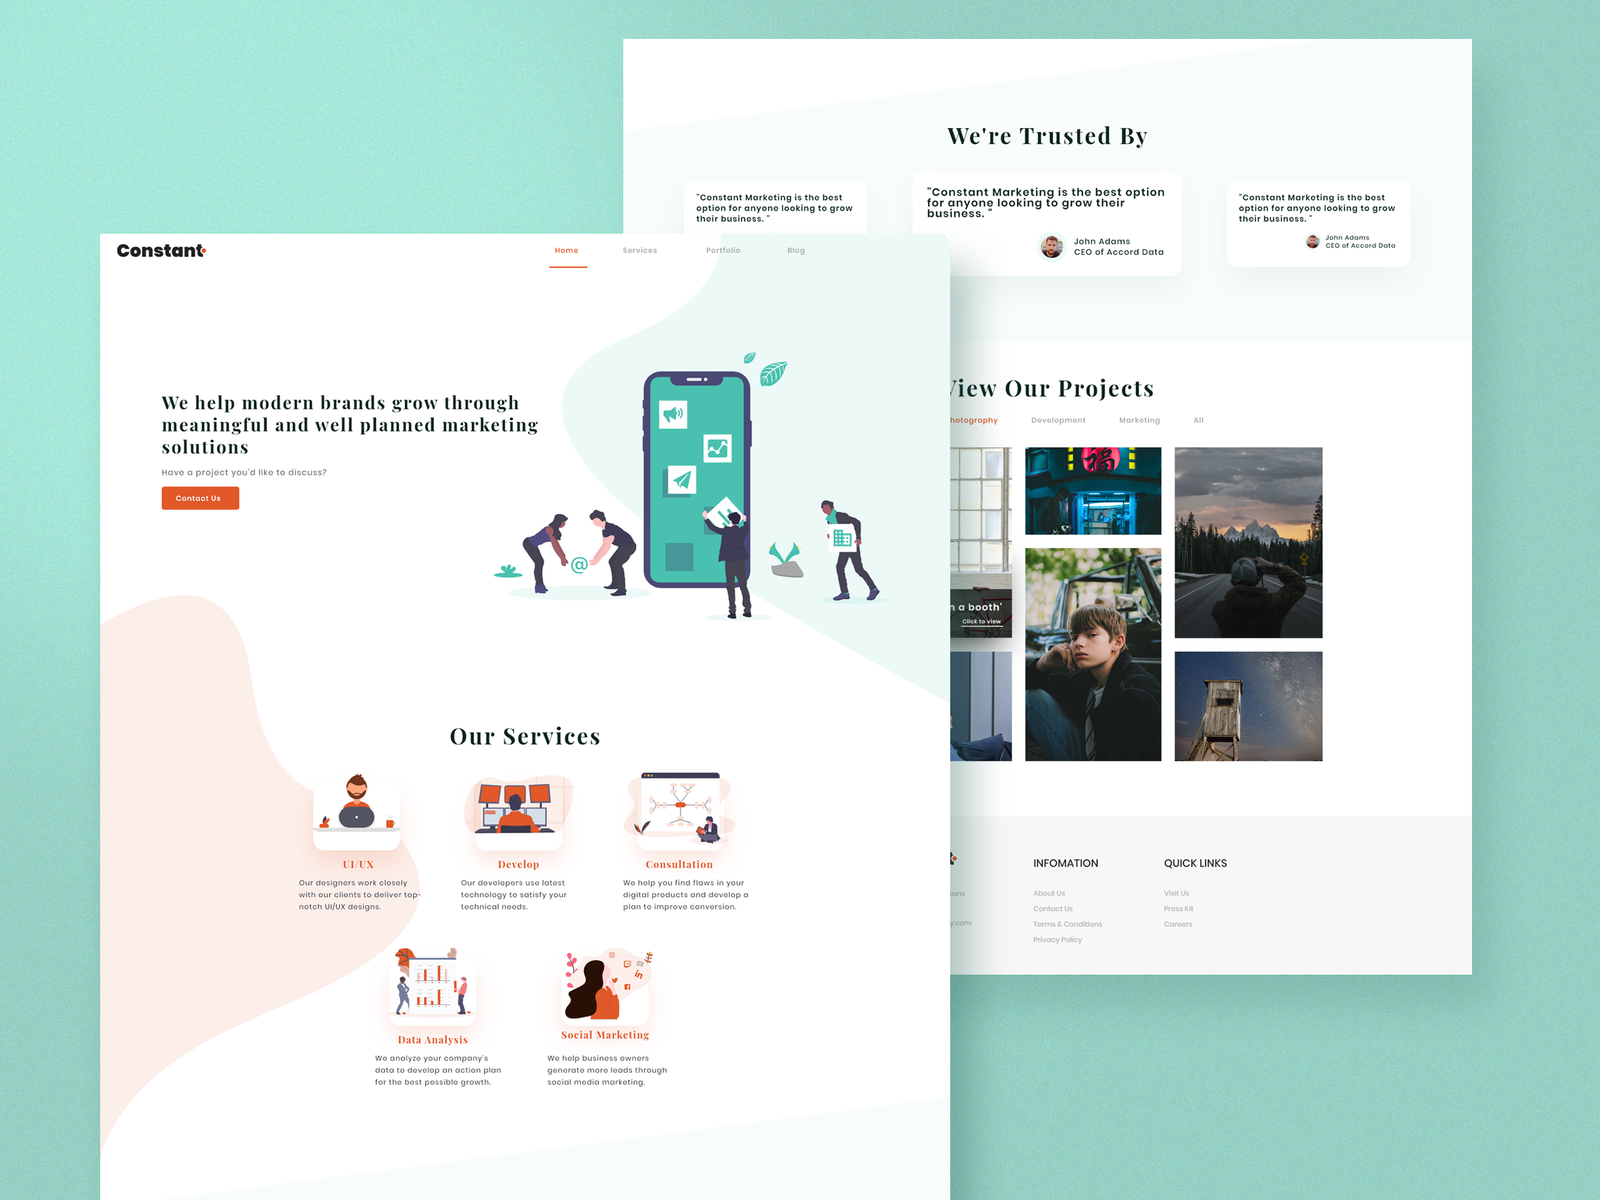 We're Trusted By
"Constant Marketing is the best
option for anyone looking to grow
their business. "
"Constant Marketing is the best option
for anyone looking to grow their
business. "
John Adams
CEO of Accord Data
"Constant Marketing is the best
option for anyone looking to grow
their business. "
John Adams
CEO of Accord Data
Constant
Home Services Portfolio Blog
We help modern brands grow through
meaningful and well planned marketing
solutions
Have a project you'd like to discuss?
Contact Us
@
Our Services
UI/UX
Our designers work closely
with our clients to deliver top-
notch UI/UX designs.
Develop
Our developers use latest
technology to satisfy your
technical needs.
Consultation
We help you find flaws in your
digital products and develop a
plan to improve conversion.
in
Data Analysis
We analyze your company's
data to develop an action plan
for the best possible growth.
Social Marketing
We help business owners
generate more leads through
social media marketing.
View Our Projects
hotography Development Marketing All
福
n a booth'
Click to view
t
ans
y.com
INFOMATION
About Us
Contact Us
Terms & Conditions
Privacy Policy
QUICK LINKS
Visit Us
Press Kit
Careers